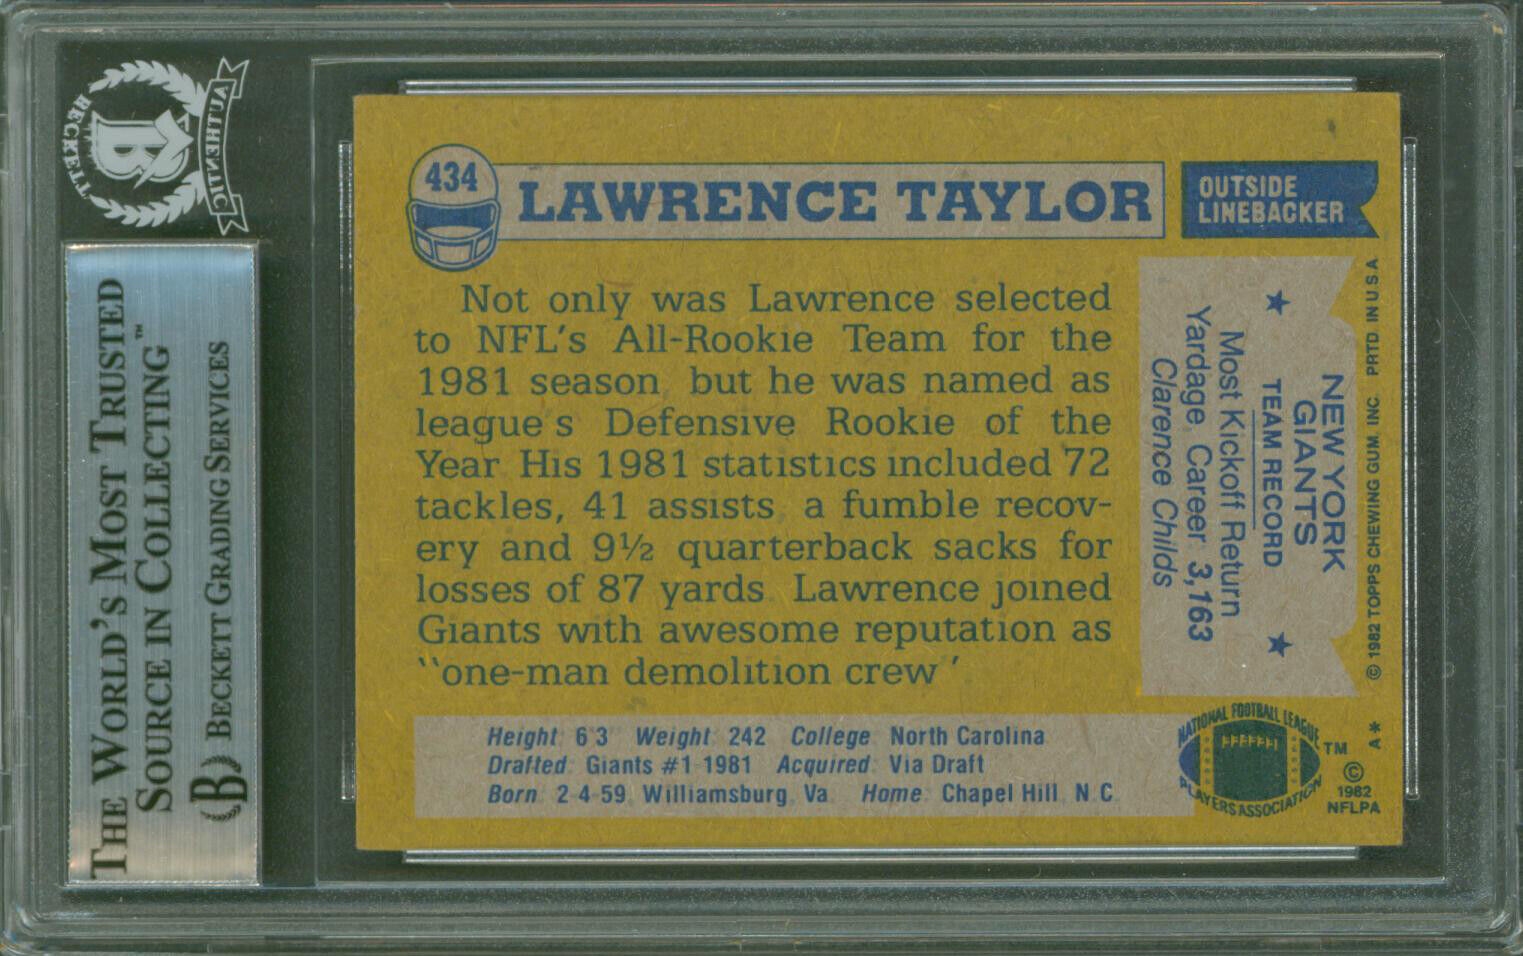 BECKETT
AUTHENTIC
B
THE WORLD'S MOST TRUSTED
SOURCE IN COLLECTING™
B BECKETT GRADING SERVICES
434
LAWRENCE TAYLOR
OUTSIDE
LINEBACKER
Not only was Lawrence selected
to NFL's All-Rookie Team for the
1981 season, but he was named as
league's Defensive Rookie of the
Year. His 1981 statistics included 72
tackles, 41 assists, a fumble recov-
ery and 9½ quarterback sacks for
losses of 87 yards. Lawrence joined
Giants with awesome reputation as
"one-man demolition crew"
NEW YORK
GIANTS
TEAM RECORD
Most Kickoff Return
Yardage, Career: 3,163
Clarence Childs
© 1982 TOPPS CHEWING GUM, INC. PRTD. IN U.S.A.
Height: 6'3" Weight: 242 College: North Carolina
Drafted: Giants #1-1981 Acquired: Via Draft
Born: 2-4-59, Williamsburg, Va. Home: Chapel Hill, N.C.
NATIONAL FOOTBALL LEAGUE
PLAYERS ASSOCIATION
TM
A*
©
1982
NFLPA